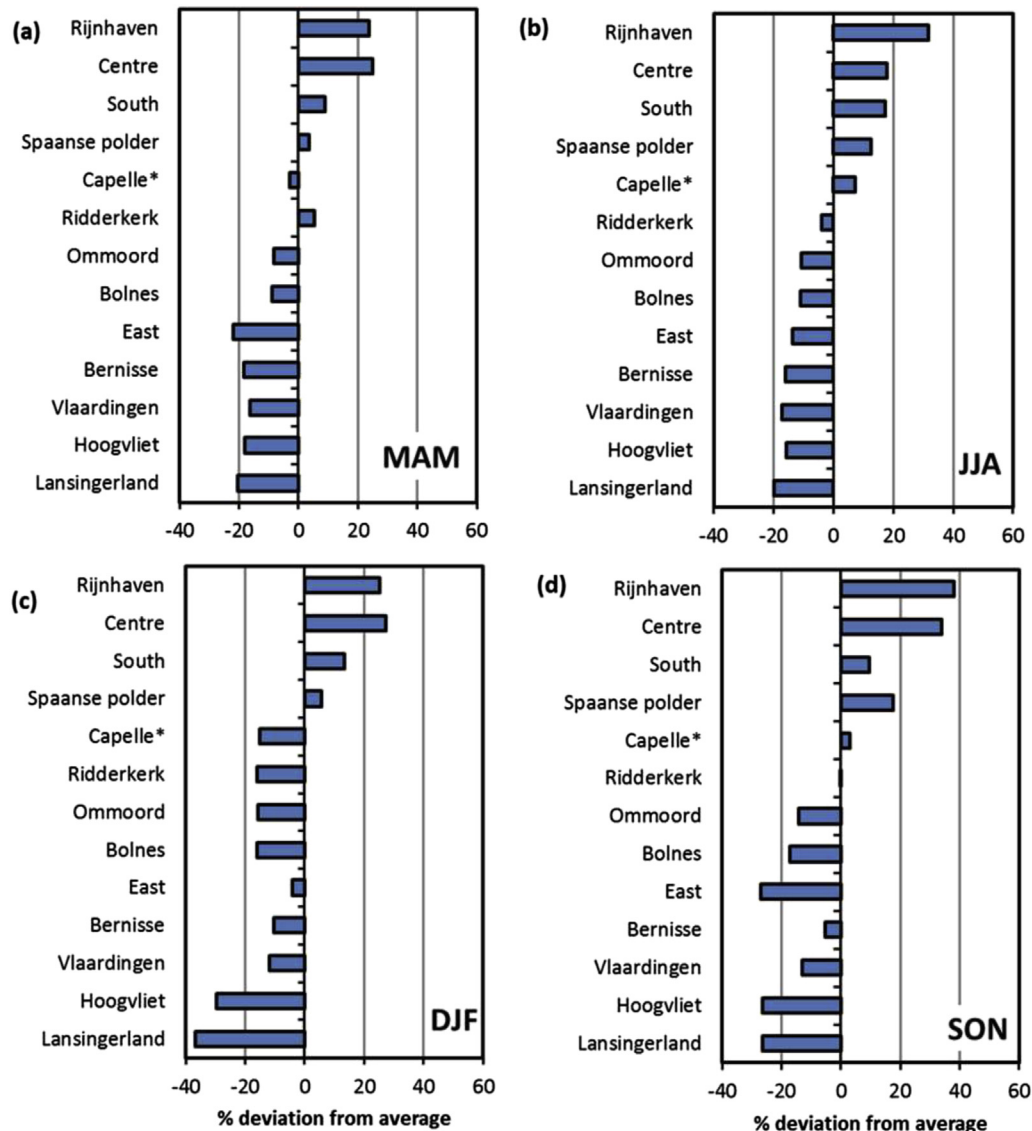 (a)
Rijnhaven
Centre
South
Spaanse polder
Capelle*
Ridderkerk
Ommoord
Bolnes
East
Bernisse
Vlaardingen
Hoogvliet
Lansingerland
MAM
-40 -20 0 20 40 60
(b)
Rijnhaven
Centre
South
Spaanse polder
Capelle*
Ridderkerk
Ommoord
Bolnes
East
Bernisse
Vlaardingen
Hoogvliet
Lansingerland
JJA
-40 -20 0 20 40 60
(c)
Rijnhaven
Centre
South
Spaanse polder
Capelle*
Ridderkerk
Ommoord
Bolnes
East
Bernisse
Vlaardingen
Hoogvliet
Lansingerland
DJF
-40 -20 0 20 40 60
% deviation from average
(d)
Rijnhaven
Centre
South
Spaanse polder
Capelle*
Ridderkerk
Ommoord
Bolnes
East
Bernisse
Vlaardingen
Hoogvliet
Lansingerland
SON
-40 -20 0 20 40 60
% deviation from average